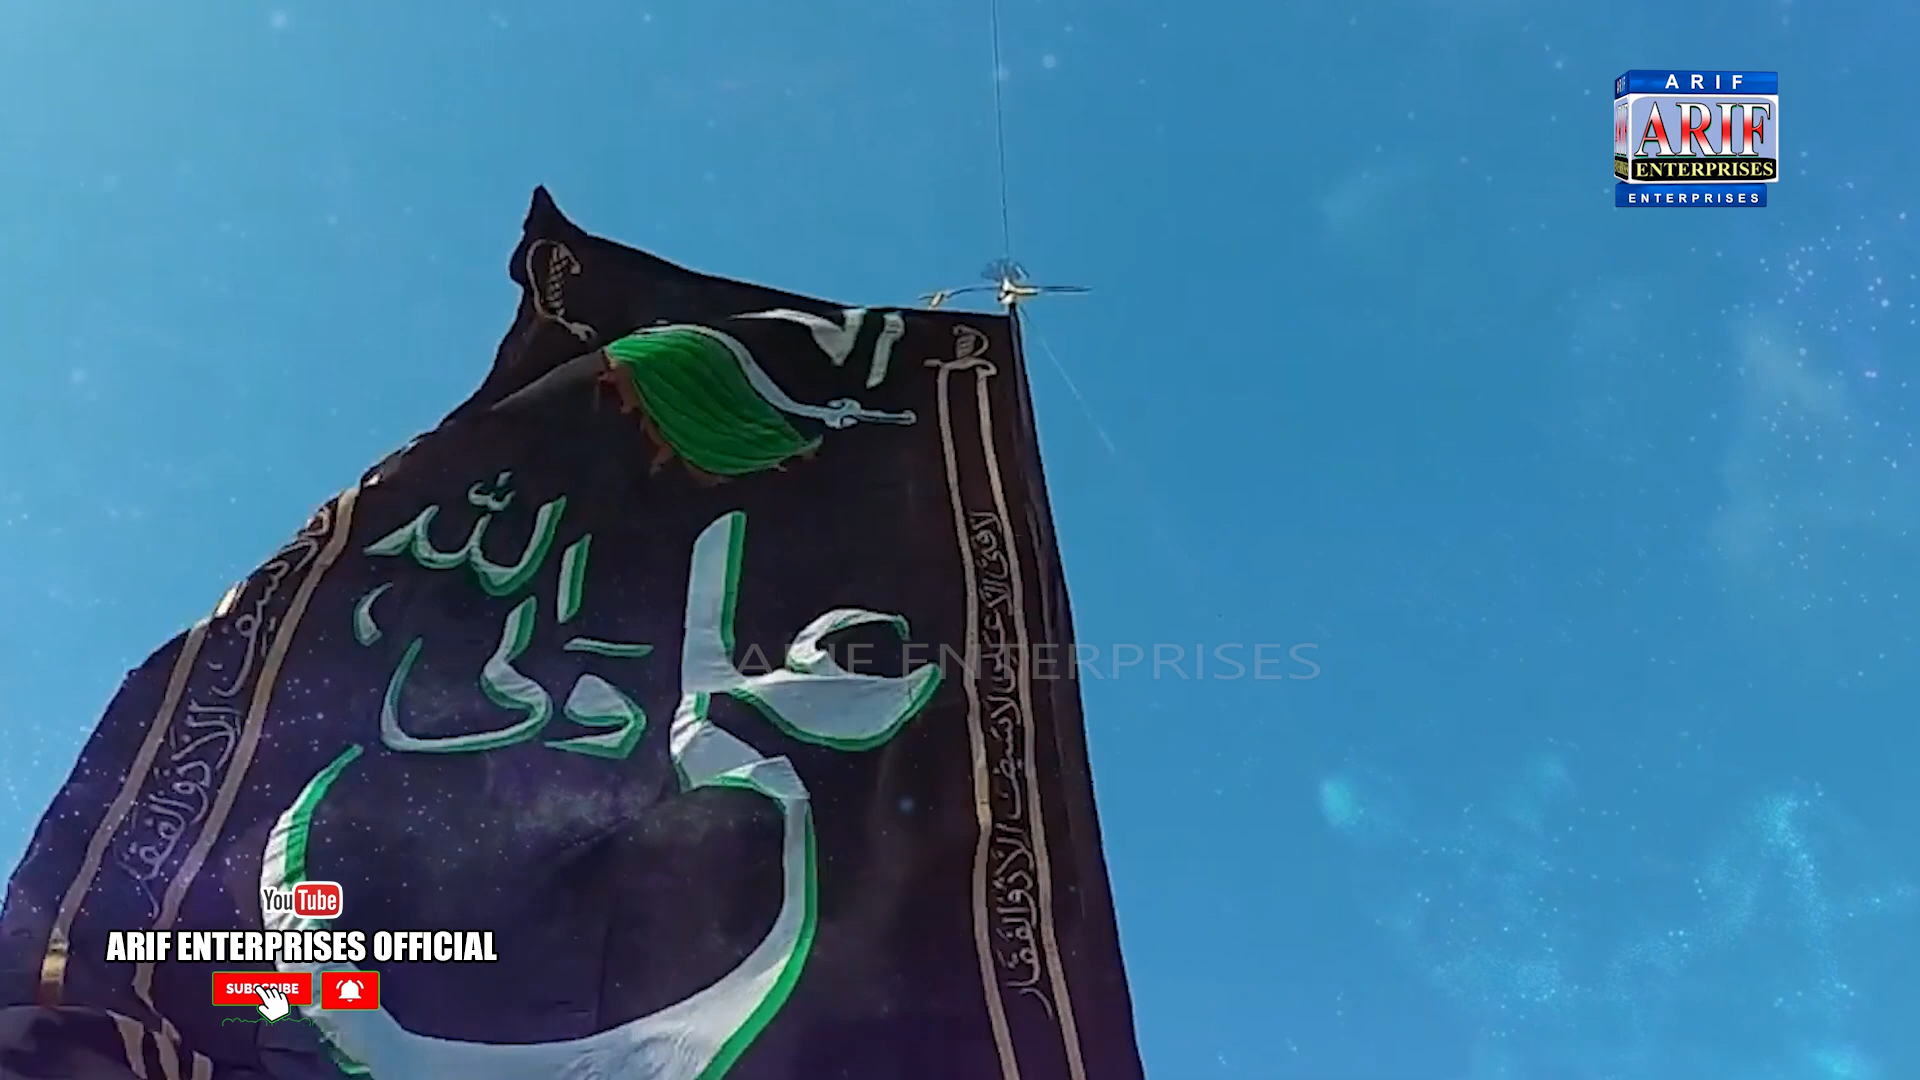 ARIF
ARIF
ENTERPRISES
ENTERPRISES
الله
ولی
علی
لا فتیٰ الا علی لا سیف الا ذوالفقار
لا سیف الا ذوالفقار
ARIF ENTERPRISES
YouTube
ARIF ENTERPRISES OFFICIAL
SUBSCRIBE